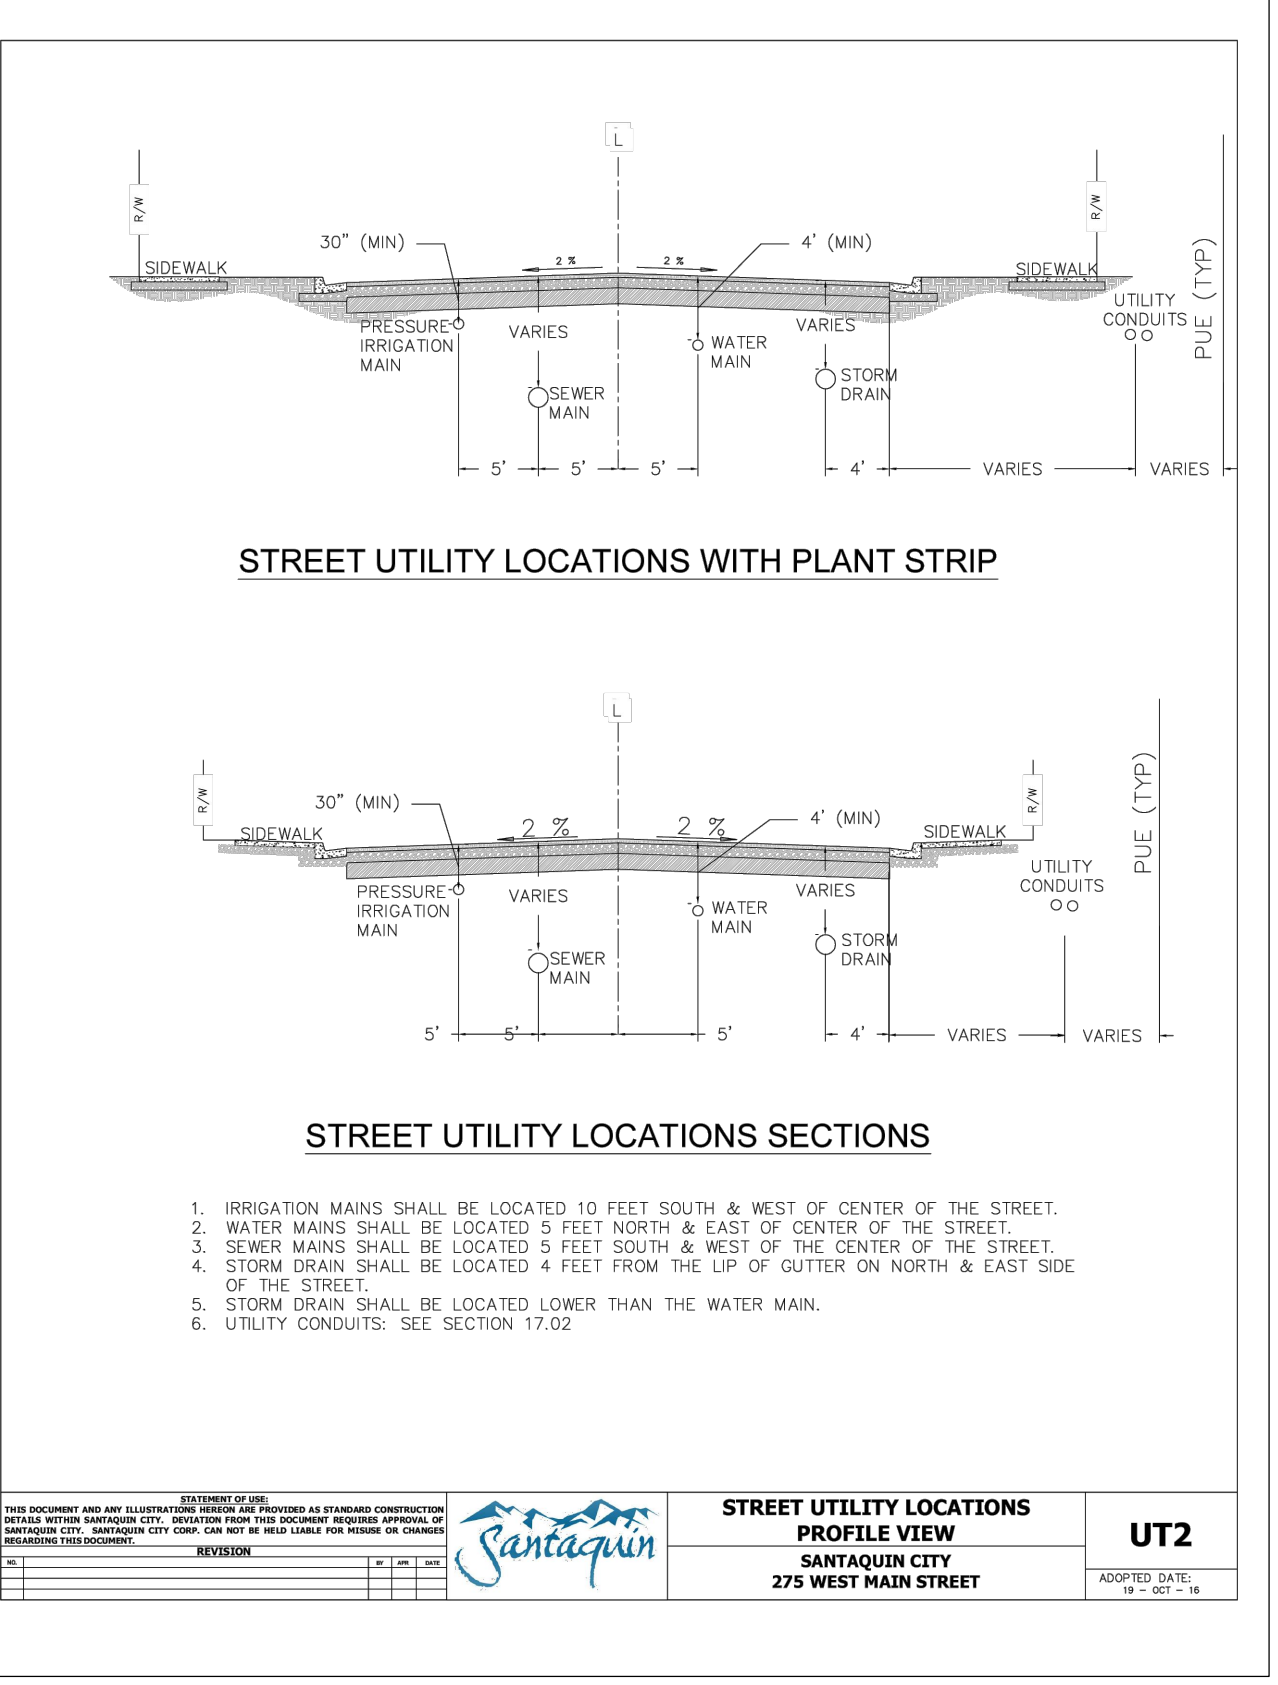 L
R/W
R/W
30" (MIN)
4' (MIN)
2 %
2 %
SIDEWALK
SIDEWALK
PUE (TYP)
UTILITY
CONDUITS
PRESSURE
IRRIGATION
MAIN
VARIES
WATER
MAIN
VARIES
SEWER
MAIN
STORM
DRAIN
5'
5'
5'
4'
VARIES
VARIES
STREET UTILITY LOCATIONS WITH PLANT STRIP
L
R/W
R/W
30" (MIN)
4' (MIN)
2 %
2 %
SIDEWALK
SIDEWALK
PUE (TYP)
UTILITY
CONDUITS
PRESSURE
IRRIGATION
MAIN
VARIES
WATER
MAIN
VARIES
SEWER
MAIN
STORM
DRAIN
5'
5'
5'
4'
VARIES
VARIES
STREET UTILITY LOCATIONS SECTIONS
1. IRRIGATION MAINS SHALL BE LOCATED 10 FEET SOUTH & WEST OF CENTER OF THE STREET.
2. WATER MAINS SHALL BE LOCATED 5 FEET NORTH & EAST OF CENTER OF THE STREET.
3. SEWER MAINS SHALL BE LOCATED 5 FEET SOUTH & WEST OF THE CENTER OF THE STREET.
4. STORM DRAIN SHALL BE LOCATED 4 FEET FROM THE LIP OF GUTTER ON NORTH & EAST SIDE
OF THE STREET.
5. STORM DRAIN SHALL BE LOCATED LOWER THAN THE WATER MAIN.
6. UTILITY CONDUITS: SEE SECTION 17.02
STATEMENT OF USE:
THIS DOCUMENT AND ANY ILLUSTRATIONS HEREON ARE PROVIDED AS STANDARD CONSTRUCTION
DETAILS WITHIN SANTAQUIN CITY. DEVIATION FROM THIS DOCUMENT REQUIRES APPROVAL OF
SANTAQUIN CITY. SANTAQUIN CITY CORP. CAN NOT BE HELD LIABLE FOR MISUSE OR CHANGES
REGARDING THIS DOCUMENT.
REVISION
NO. BY APR DATE
Santaquin
STREET UTILITY LOCATIONS
PROFILE VIEW
SANTAQUIN CITY
275 WEST MAIN STREET
UT2
ADOPTED DATE:
19 - OCT - 16